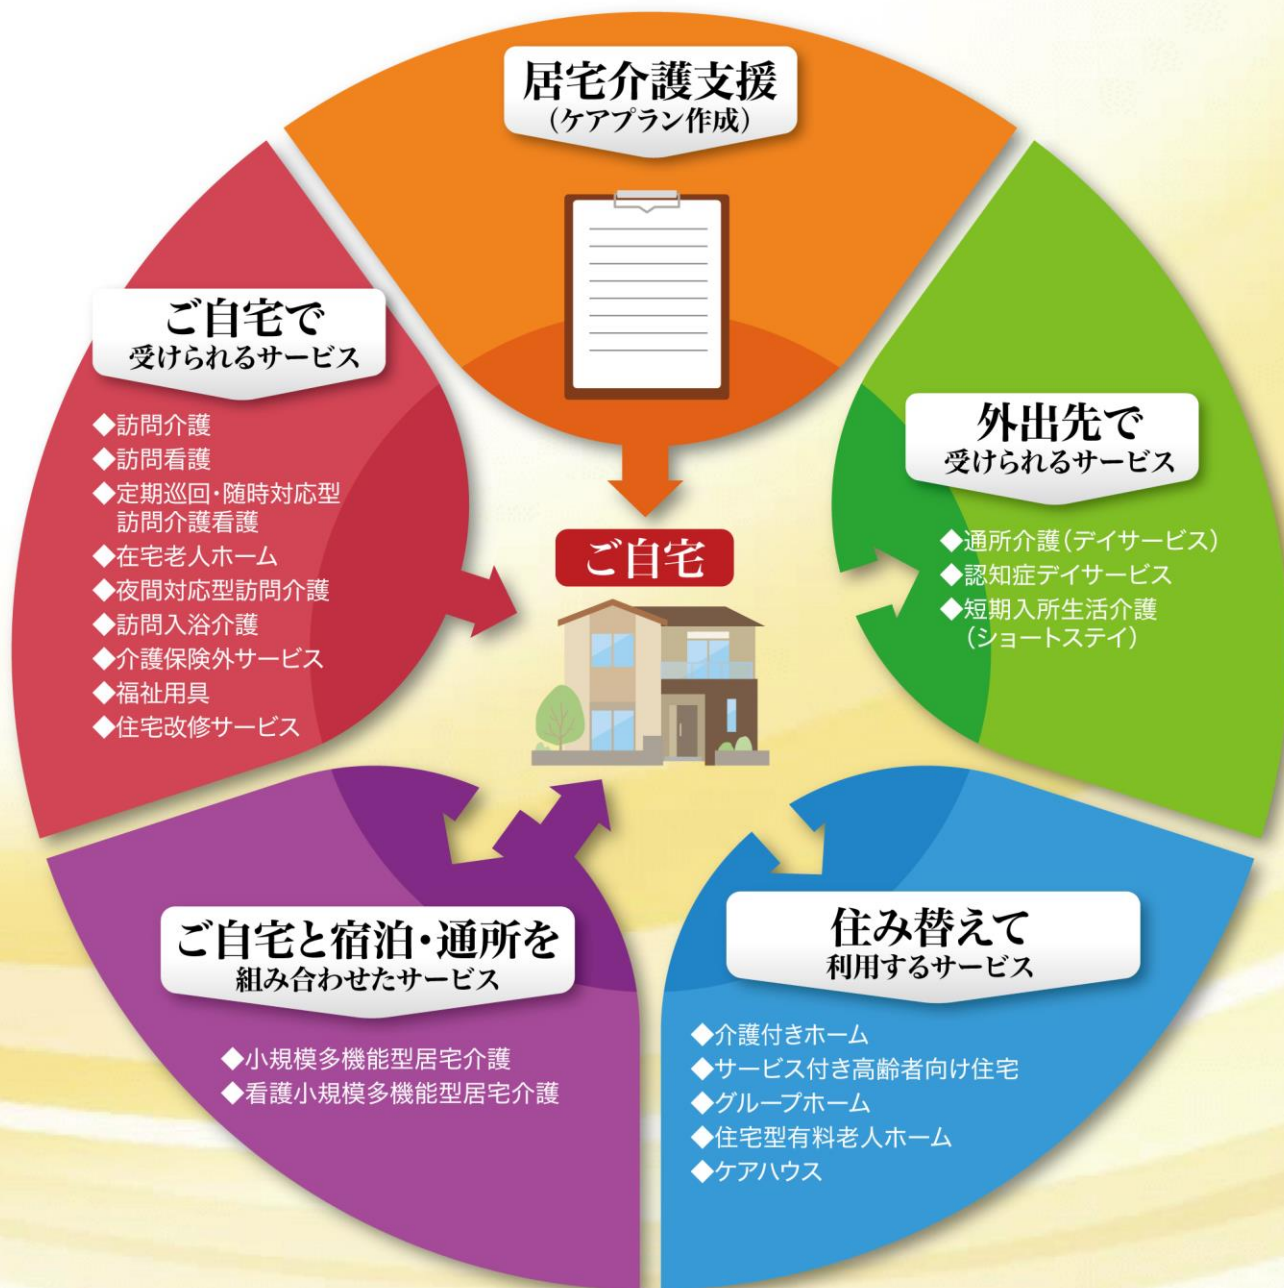 居宅介護支援
（ケアプラン作成）
ご自宅で
受けられるサービス
◆訪問介護
◆訪問看護
◆定期巡回・随時対応型
訪問介護看護
◆在宅老人ホーム
◆夜間対応型訪問介護
◆訪問入浴介護
◆介護保険外サービス
◆福祉用具
◆住宅改修サービス
外出先で
受けられるサービス
◆通所介護（デイサービス）
◆認知症デイサービス
◆短期入所生活介護
（ショートステイ）
ご自宅
ご自宅と宿泊・通所を
組み合わせたサービス
◆小規模多機能型居宅介護
◆看護小規模多機能型居宅介護
住み替えて
利用するサービス
◆介護付きホーム
◆サービス付き高齢者向け住宅
◆グループホーム
◆住宅型有料老人ホーム
◆ケアハウス